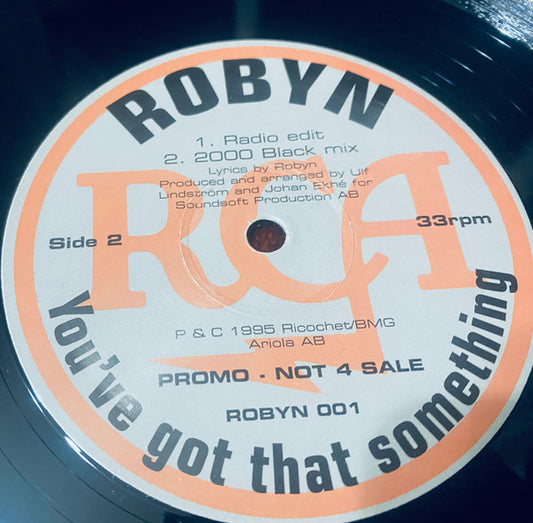 ROBYN
1. Radio edit
2. 2000 Black mix
Lyrics by Robyn
Produced and arranged by Ulf
Lindström and Johan Ekhé for
Soundsoft Production AB
RCA
Side 2
33rpm
P & C 1995 Ricochet/BMG
Ariola AB
PROMO - NOT 4 SALE
ROBYN 001
You've got that something